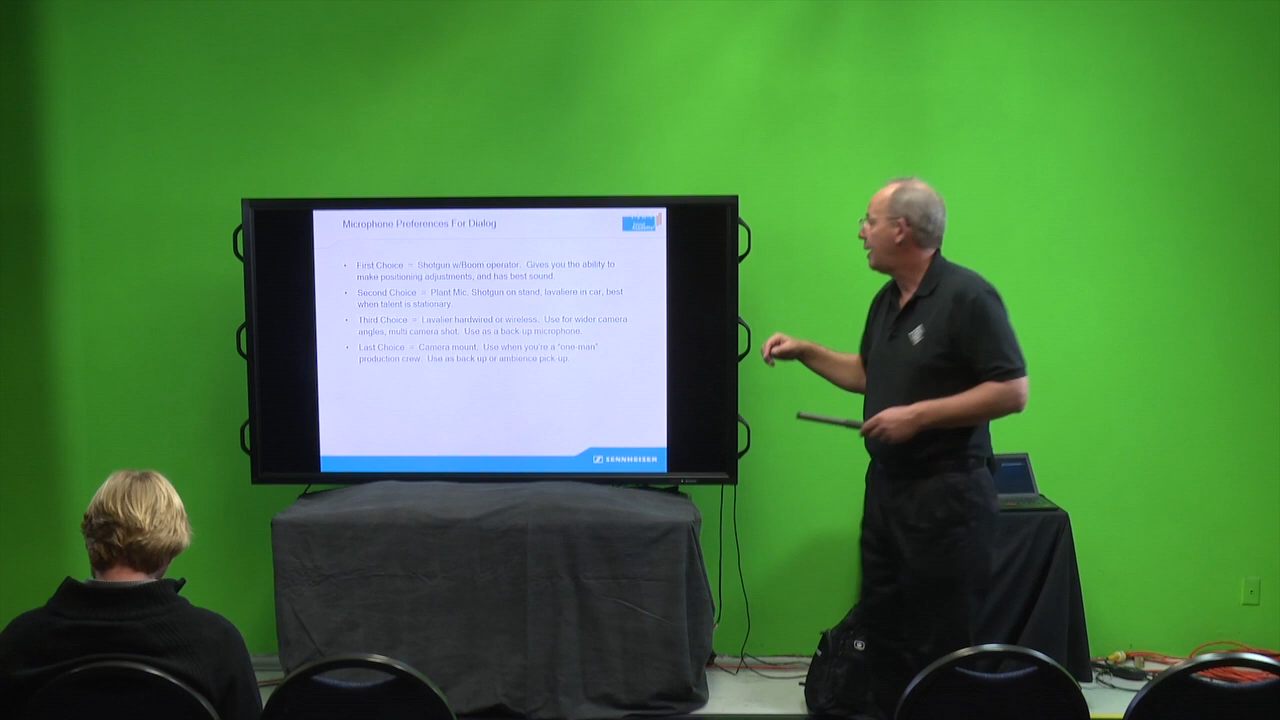 Microphone Preferences For Dialog
• First Choice = Shotgun w/Boom operator. Gives you the ability to
make positioning adjustments, and has best sound.
• Second Choice = Plant Mic. Shotgun on stand, lavaliere in car, best
when talent is stationary.
• Third Choice = Lavalier hardwired or wireless. Use for wider camera
angles, multi camera shot. Use as a back-up microphone.
• Last Choice = Camera mount. Use when you're a "one-man"
production crew. Use as back up or ambience pick-up.
SENNHEISER